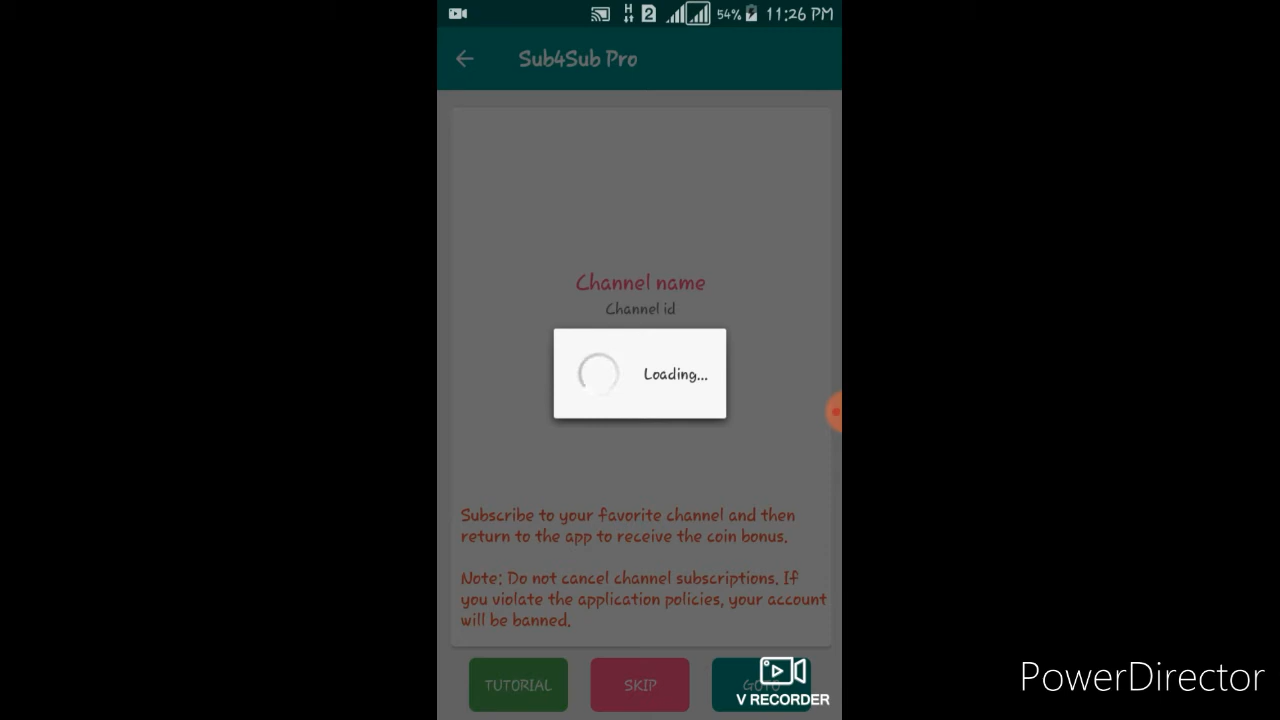 H 2 54% 11:26 PM
Sub4Sub Pro
Channel name
Channel id
Loading...
Subscribe to your favorite channel and then
return to the app to receive the coin bonus.
Note: Do not cancel channel subscriptions. If
you violate the application policies, your account
will be banned.
TUTORIAL SKIP GOTO
V RECORDER
PowerDirector